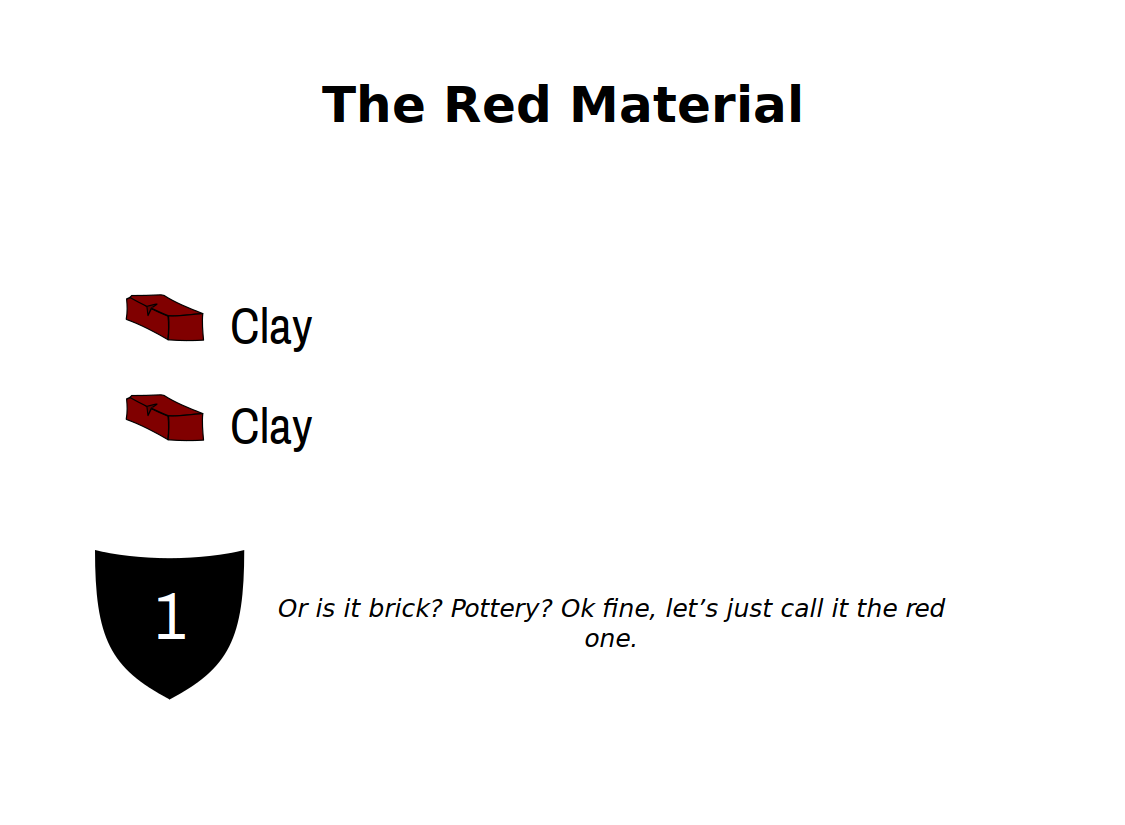 The Red Material
Clay
Clay
1
Or is it brick? Pottery? Ok fine, let’s just call it the red
one.